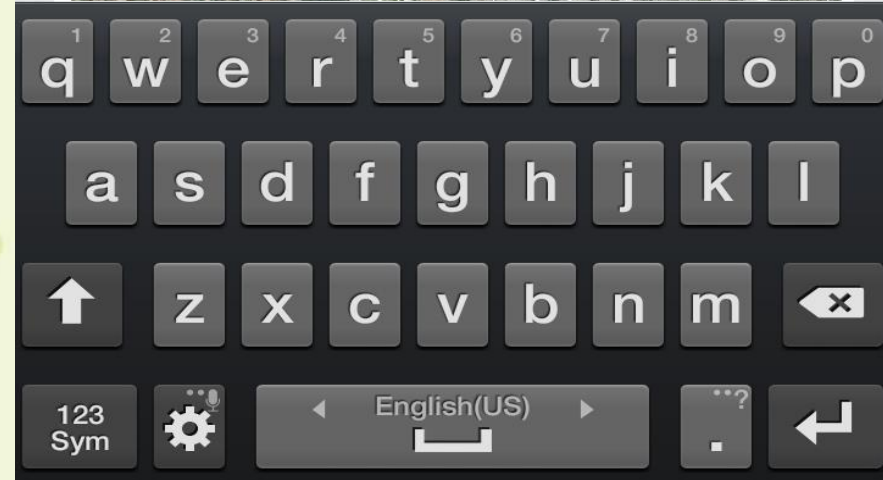 1 2 3 4 5 6 7 8 9 0
q w e r t y u i o p
a s d f g h j k l
z x c v b n m
English(US)
123
Sym
. ?